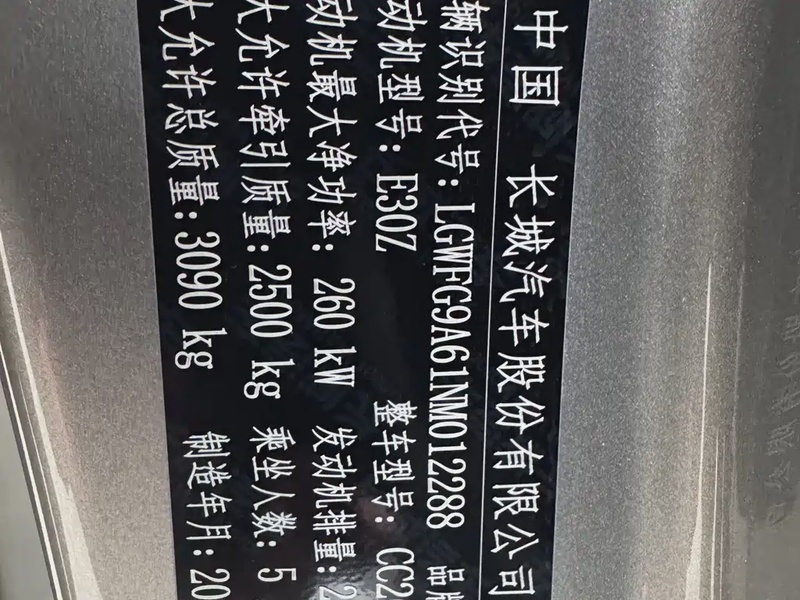 中国 长城汽车股份有限公司
辆识别代号: LGWFG9A61NM012288 品牌
动机型号: E30Z 整车型号: CC2
动机最大净功率: 260 kW 发动机排量: 2
大允许牵引质量: 2500 kg 乘坐人数: 5
大允许总质量: 3090 kg 制造年月: 20